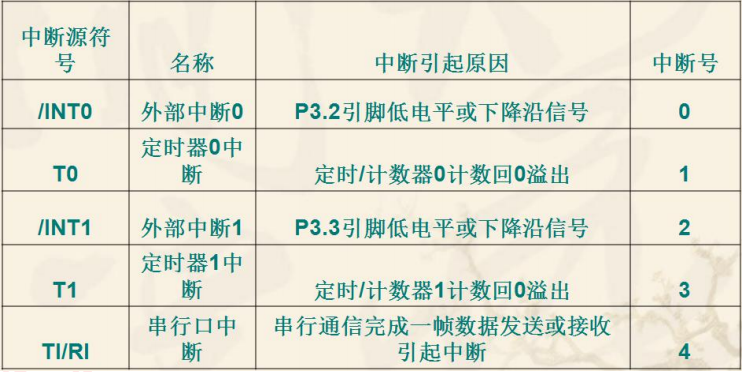 中断源符号 名称 中断引起原因 中断号
/INT0 外部中断0 P3.2引脚低电平或下降沿信号 0
T0 定时器0中断 定时/计数器0计数回0溢出 1
/INT1 外部中断1 P3.3引脚低电平或下降沿信号 2
T1 定时器1中断 定时/计数器1计数回0溢出 3
TI/RI 串行口中断 串行通信完成一帧数据发送或接收引起中断 4